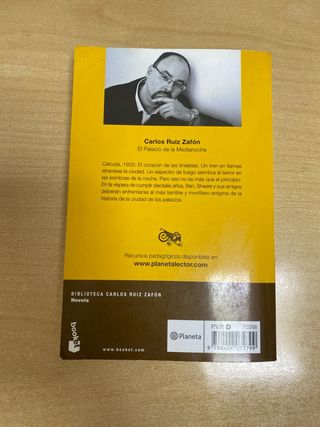 Carlos Ruiz Zafón
El Palacio de la Medianoche
Calcuta, 1932: El corazón de las tinieblas. Un tren en llamas
atraviesa la ciudad. Un espectro de fuego siembra el terror en
las sombras de la noche. Pero eso no es más que el principio.
En la víspera de cumplir dieciséis años, Ben, Sheere y sus amigos
deberán enfrentarse al más terrible y mortífero enigma de la
historia de la ciudad de los palacios.
Recursos pedagógicos disponibles en
www.planetalector.com
BIBLIOTECA CARLOS RUIZ ZAFÓN
Novela
booket
www.booket.com
Planeta
P.V.P. D
9 788408 072799